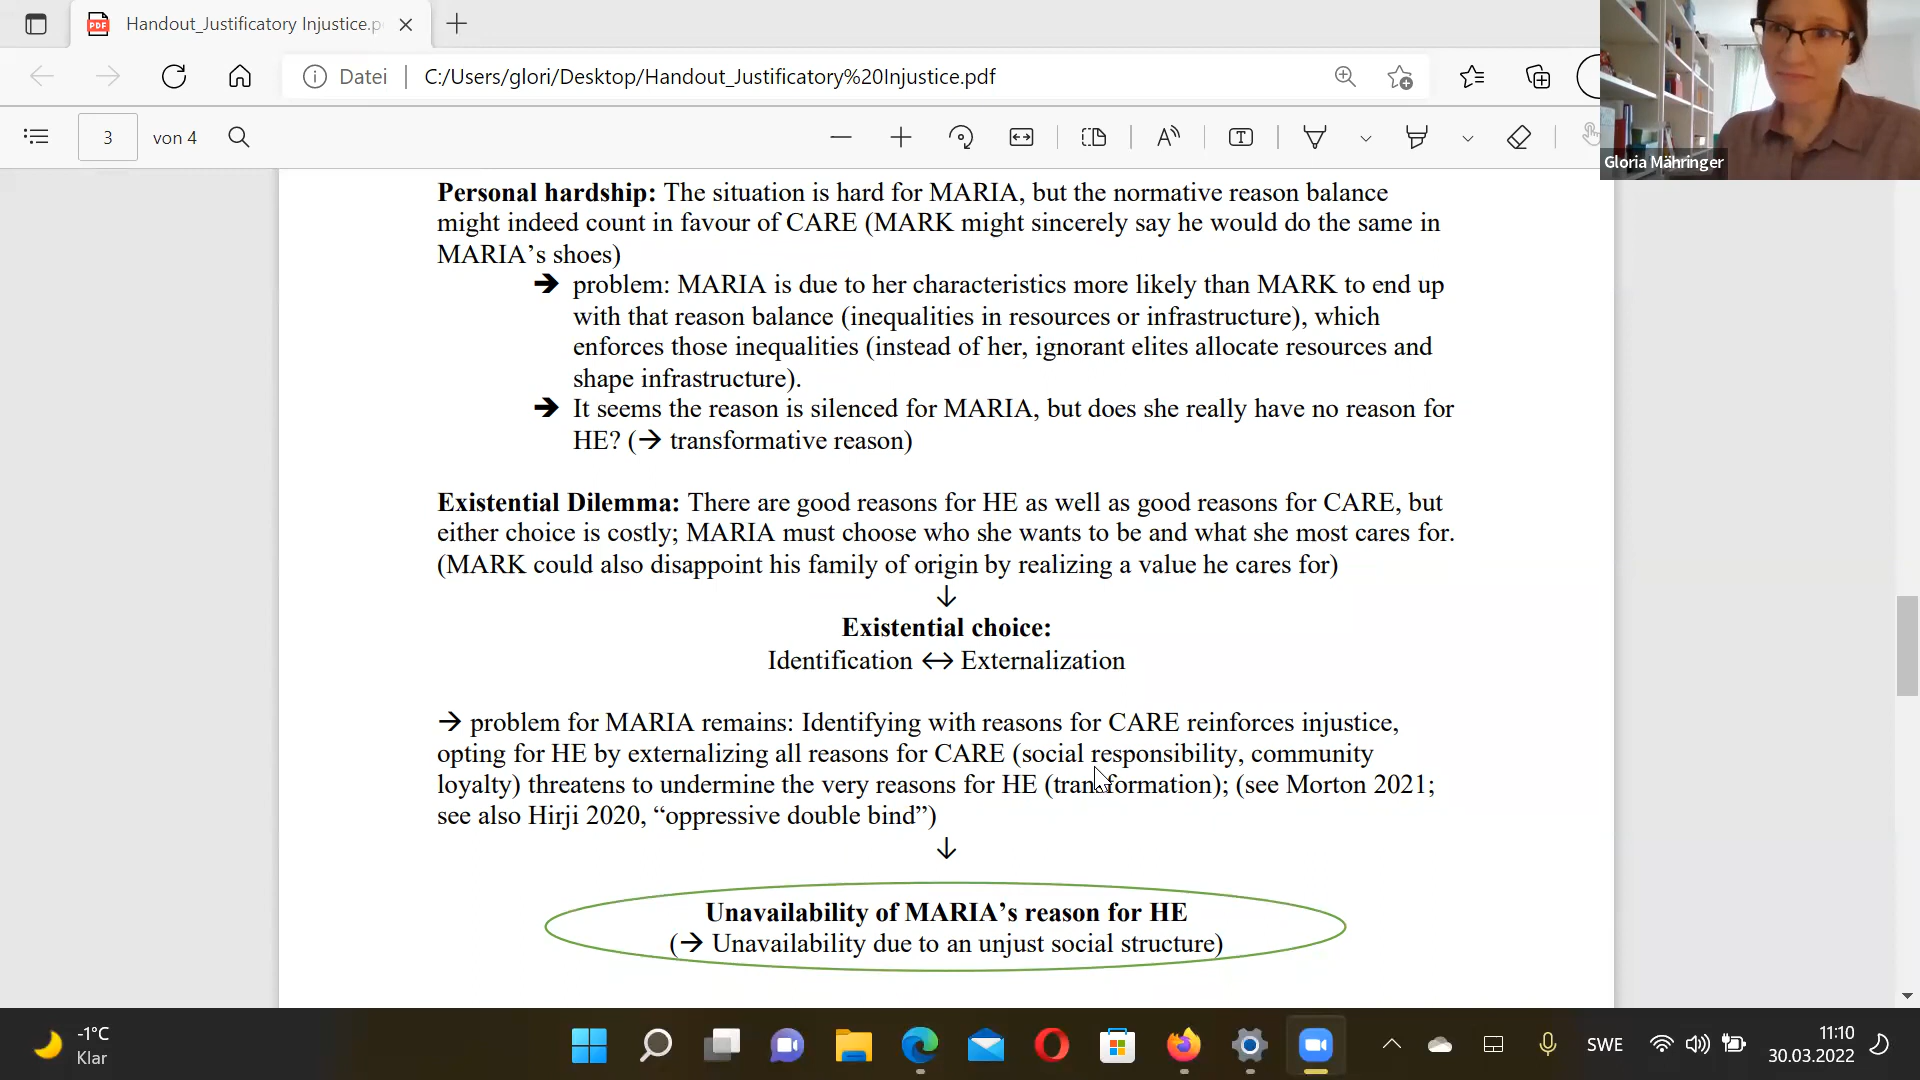 Handout_Justificatory Injustice.p
Datei
C:/Users/glori/Desktop/Handout_Justificatory%20Injustice.pdf
3 von 4
Gloria Mähringer
Personal hardship: The situation is hard for MARIA, but the normative reason balance
might indeed count in favour of CARE (MARK might sincerely say he would do the same in
MARIA’s shoes)
➔ problem: MARIA is due to her characteristics more likely than MARK to end up
with that reason balance (inequalities in resources or infrastructure), which
enforces those inequalities (instead of her, ignorant elites allocate resources and
shape infrastructure).
➔ It seems the reason is silenced for MARIA, but does she really have no reason for
HE? (→ transformative reason)
Existential Dilemma: There are good reasons for HE as well as good reasons for CARE, but
either choice is costly; MARIA must choose who she wants to be and what she most cares for.
(MARK could also disappoint his family of origin by realizing a value he cares for)
↓
Existential choice:
Identification ↔ Externalization
→ problem for MARIA remains: Identifying with reasons for CARE reinforces injustice,
opting for HE by externalizing all reasons for CARE (social responsibility, community
loyalty) threatens to undermine the very reasons for HE (transformation); (see Morton 2021;
see also Hirji 2020, “oppressive double bind”)
↓
Unavailability of MARIA’s reason for HE
(→ Unavailability due to an unjust social structure)
-1°C
Klar
SWE
11:10
30.03.2022